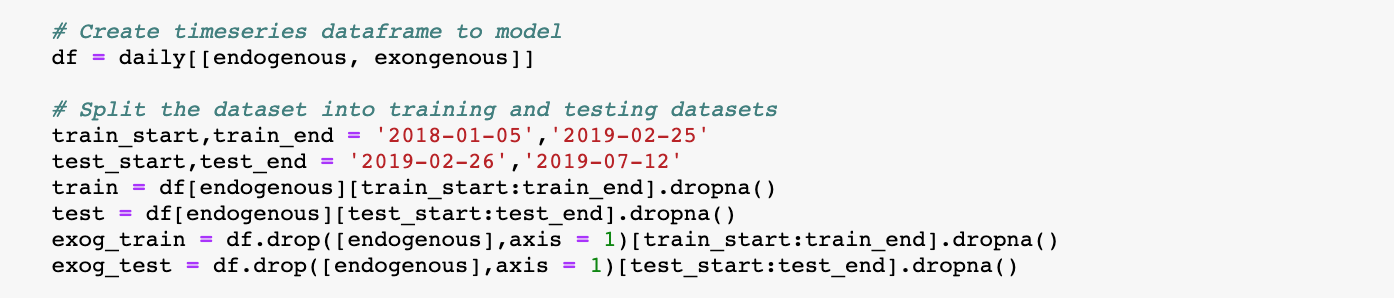 # Create timeseries dataframe to model
df = daily[[endogenous, exongenous]]
# Split the dataset into training and testing datasets
train_start,train_end = '2018-01-05','2019-02-25'
test_start,test_end = '2019-02-26','2019-07-12'
train = df[endogenous][train_start:train_end].dropna()
test = df[endogenous][test_start:test_end].dropna()
exog_train = df.drop([endogenous],axis = 1)[train_start:train_end].dropna()
exog_test = df.drop([endogenous],axis = 1)[test_start:test_end].dropna()